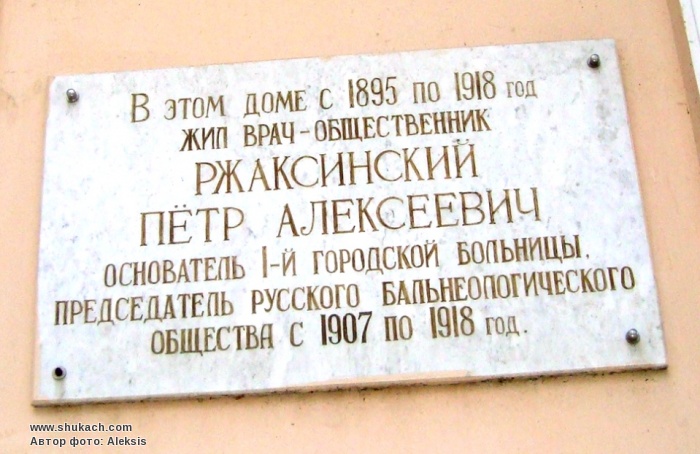 В ЭТОМ ДОМЕ С 1895 ПО 1918 ГОД
ЖИЛ ВРАЧ-ОБЩЕСТВЕННИК
РЖАКСИНСКИЙ
ПЁТР АЛЕКСЕЕВИЧ
ОСНОВАТЕЛЬ 1-Й ГОРОДСКОЙ БОЛЬНИЦЫ,
ПРЕДСЕДАТЕЛЬ РУССКОГО БАЛЬНЕОЛОГИЧЕСКОГО
ОБЩЕСТВА С 1907 ПО 1918 ГОД.
www.shukach.com
Автор фото: Aleksis